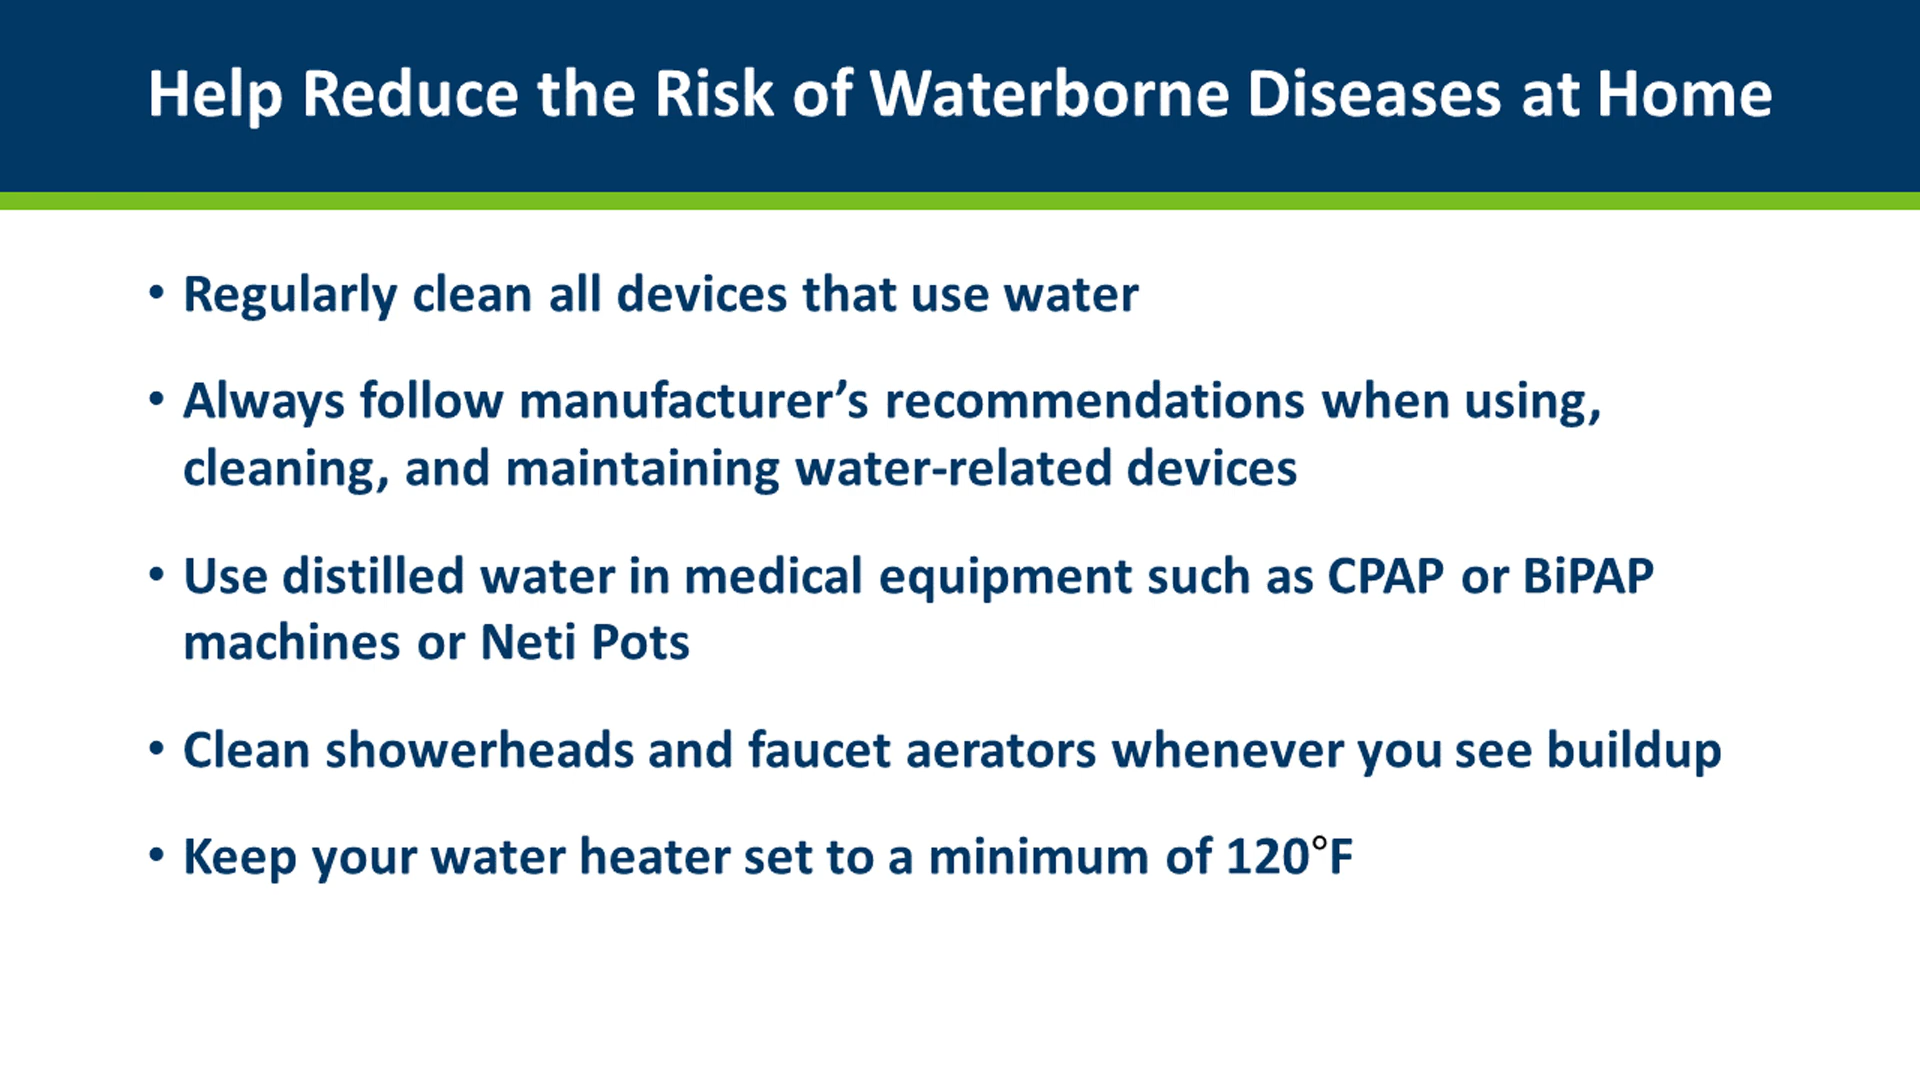 Help Reduce the Risk of Waterborne Diseases at Home
• Regularly clean all devices that use water
• Always follow manufacturer’s recommendations when using,
cleaning, and maintaining water-related devices
• Use distilled water in medical equipment such as CPAP or BiPAP
machines or Neti Pots
• Clean showerheads and faucet aerators whenever you see buildup
• Keep your water heater set to a minimum of 120°F